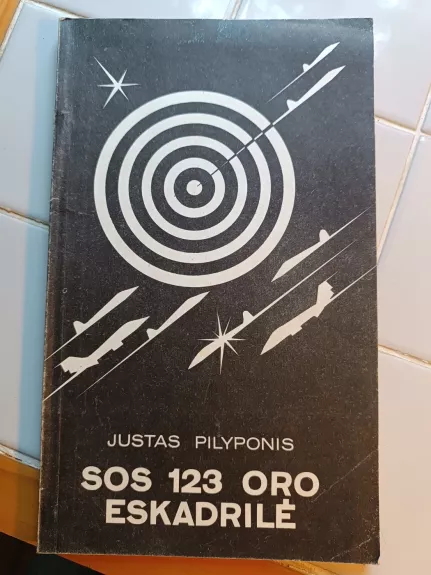 JUSTAS PILYPONIS
SOS 123 ORO
ESKADRILĖ